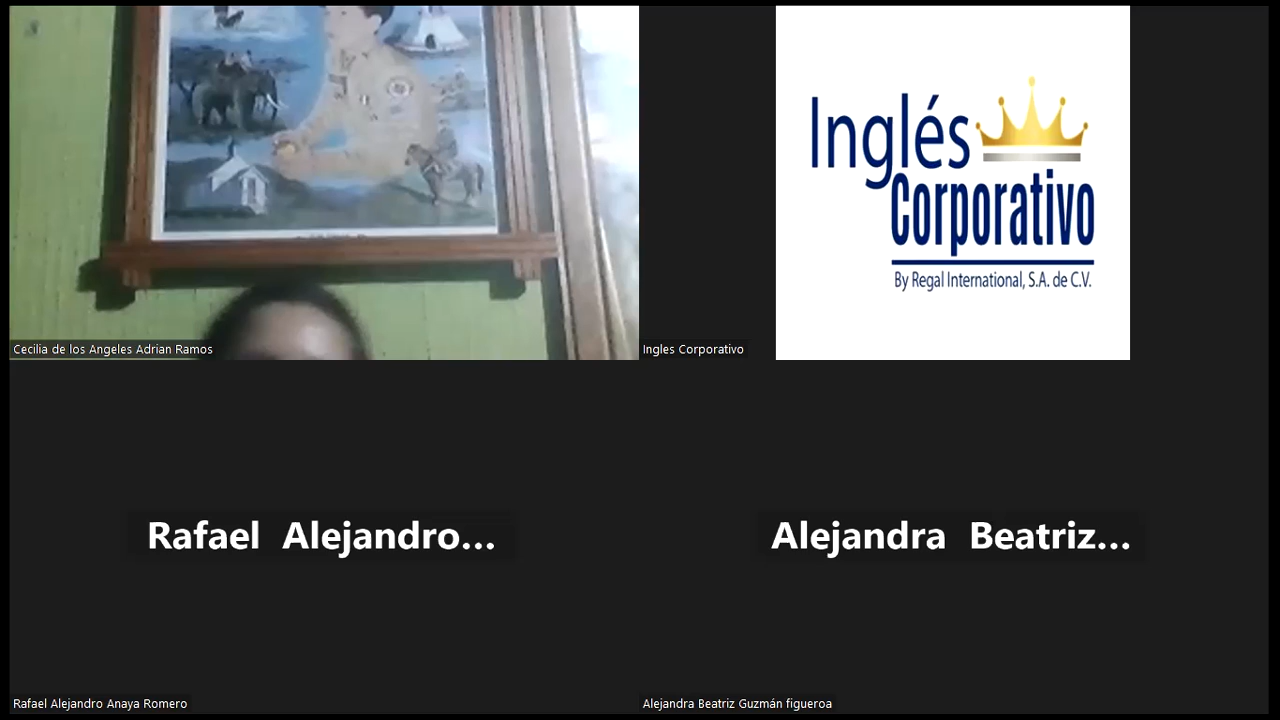 Cecilia de los Angeles Adrian Ramos
Inglés
Corporativo
By Regal International, S.A. de C.V.
Ingles Corporativo
Rafael Alejandro...
Alejandra Beatriz...
Rafael Alejandro Anaya Romero
Alejandra Beatriz Guzmán figueroa